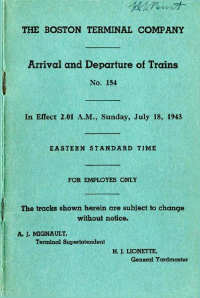 THE BOSTON TERMINAL COMPANY
Arrival and Departure of Trains
No. 154
In Effect 2.01 A.M., Sunday, July 18, 1943
EASTERN STANDARD TIME
FOR EMPLOYES ONLY
The tracks shown herein are subject to change
without notice.
A. J. MIGNAULT,
Terminal Superintendent
H. J. LIONETTE,
General Yardmaster